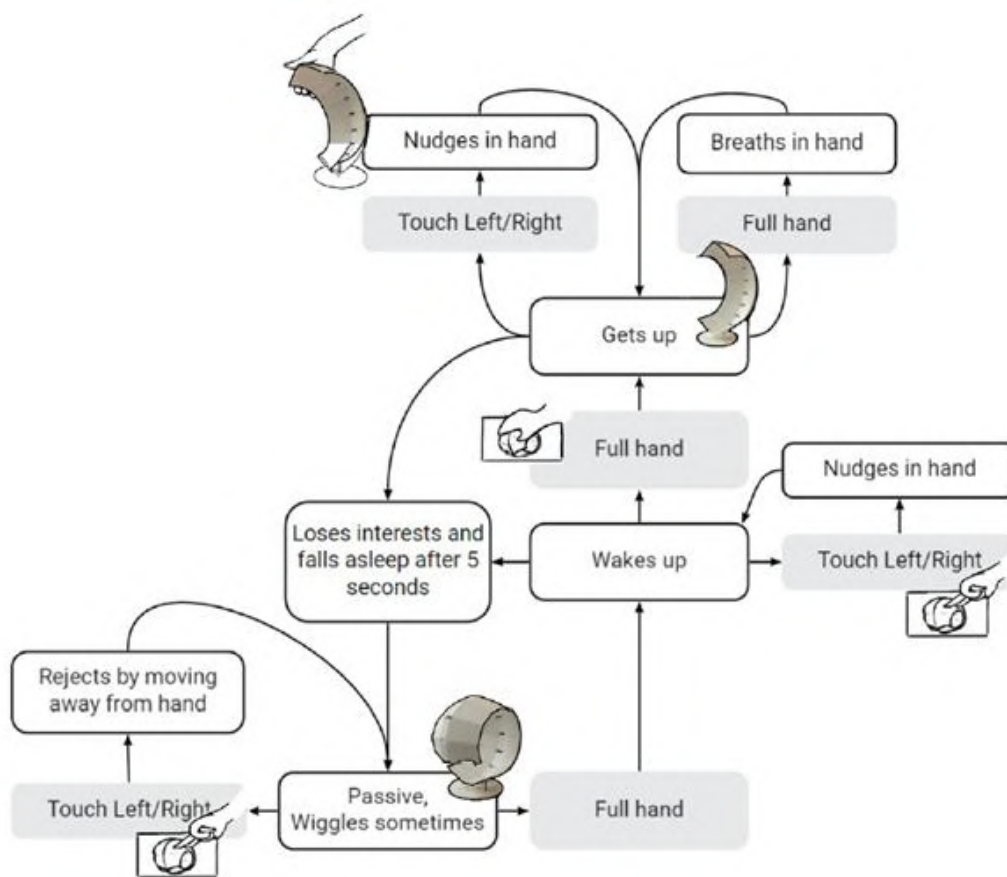 Nudges in hand
Breaths in hand
Touch Left/Right
Full hand
Gets up
Full hand
Nudges in hand
Loses interests and
falls asleep after 5
seconds
Wakes up
Touch Left/Right
Rejects by moving
away from hand
Touch Left/Right
Passive,
Wiggles sometimes
Full hand